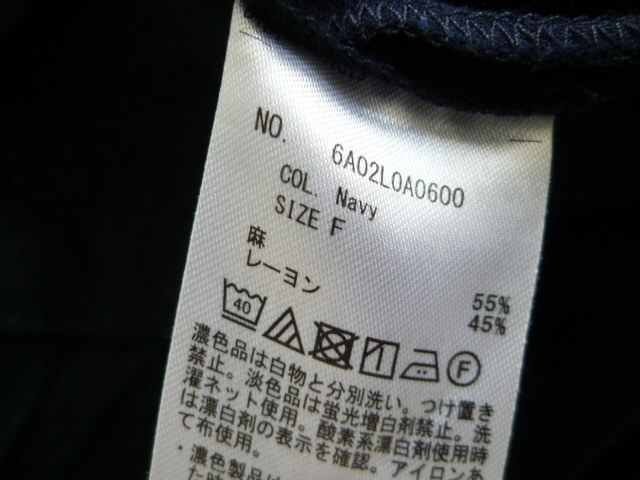 NO. 6A02L0A0600
COL. Navy
SIZE F
麻 55%
レーヨン 45%
40 F
濃色品は白物と分別洗い。つけ置き
禁止。淡色品は蛍光増白剤禁止。洗
濯ネット使用。酸素系漂白剤使用時
は漂白剤の表示を確認。アイロンあ
て布使用。
・濃色製品は
た時